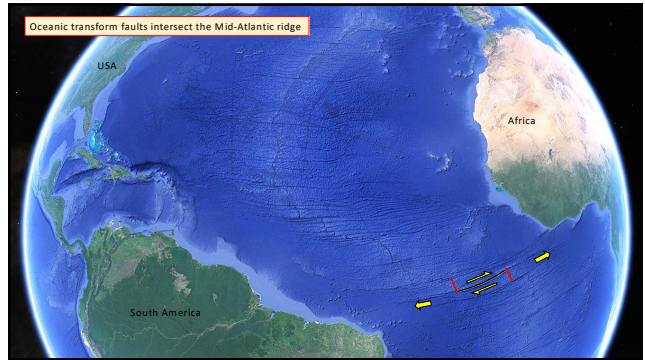 Oceanic transform faults intersect the Mid-Atlantic ridge
USA
Africa
South America